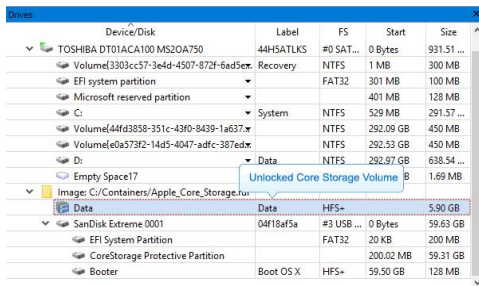 Drives
Device/Disk Label FS Start Size
TOSHIBA DT01ACA100 MS2OA750 44H5ATLKS #0 SAT... 0 Bytes 931.51 ...
Volume{3303cc57-3e4d-4507-872f-6ad5e... Recovery NTFS 1 MB 300 MB
EFI system partition FAT32 301 MB 100 MB
Microsoft reserved partition 401 MB 128 MB
C: System NTFS 529 MB 291.57 ...
Volume{44fd3858-351c-43f0-8439-1a637... NTFS 292.09 GB 450 MB
Volume{e0a573f2-14d5-4047-adfc-387ed... NTFS 292.53 GB 450 MB
D: Data NTFS 292.97 GB 638.54 ...
Empty Space17 B 1.69 MB
Unlocked Core Storage Volume
Image: C:/Containers/Apple_Core_Storage.rdr
Data Data HFS+ 5.90 GB
SanDisk Extreme 0001 04f18af5a #3 USB ... 0 Bytes 59.63 GB
EFI System Partition FAT32 20 KB 200 MB
CoreStorage Protective Partition 200.02 MB 59.31 GB
Booter Boot OS X HFS+ 59.50 GB 128 MB